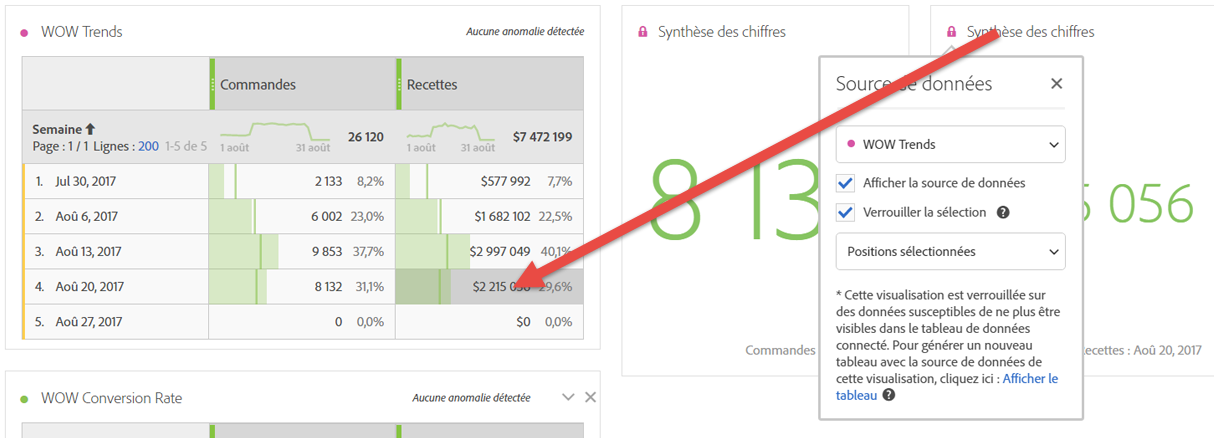 WOW Trends
Aucune anomalie détectée
Commandes
Recettes
Semaine
Page : 1 / 1 Lignes : 200 1-5 de 5
1 août 31 août
26 120
1 août 31 août
$7 472 199
1. Jul 30, 2017 2 133 8,2% $577 992 7,7%
2. Aoû 6, 2017 6 002 23,0% $1 682 102 22,5%
3. Aoû 13, 2017 9 853 37,7% $2 997 049 40,1%
4. Aoû 20, 2017 8 132 31,1% $2 215 29,6%
5. Aoû 27, 2017 0 0,0% $0 0,0%
WOW Conversion Rate
Aucune anomalie détectée
Synthèse des chiffres
8 13
Commandes
Synthèse des chiffres
056
Recettes : Aoû 20, 2017
Source de données
WOW Trends
Afficher la source de données
Verrouiller la sélection
Positions sélectionnées
* Cette visualisation est verrouillée sur
des données susceptibles de ne plus être
visibles dans le tableau de données
connecté. Pour générer un nouveau
tableau avec la source de données de
cette visualisation, cliquez ici : Afficher le
tableau